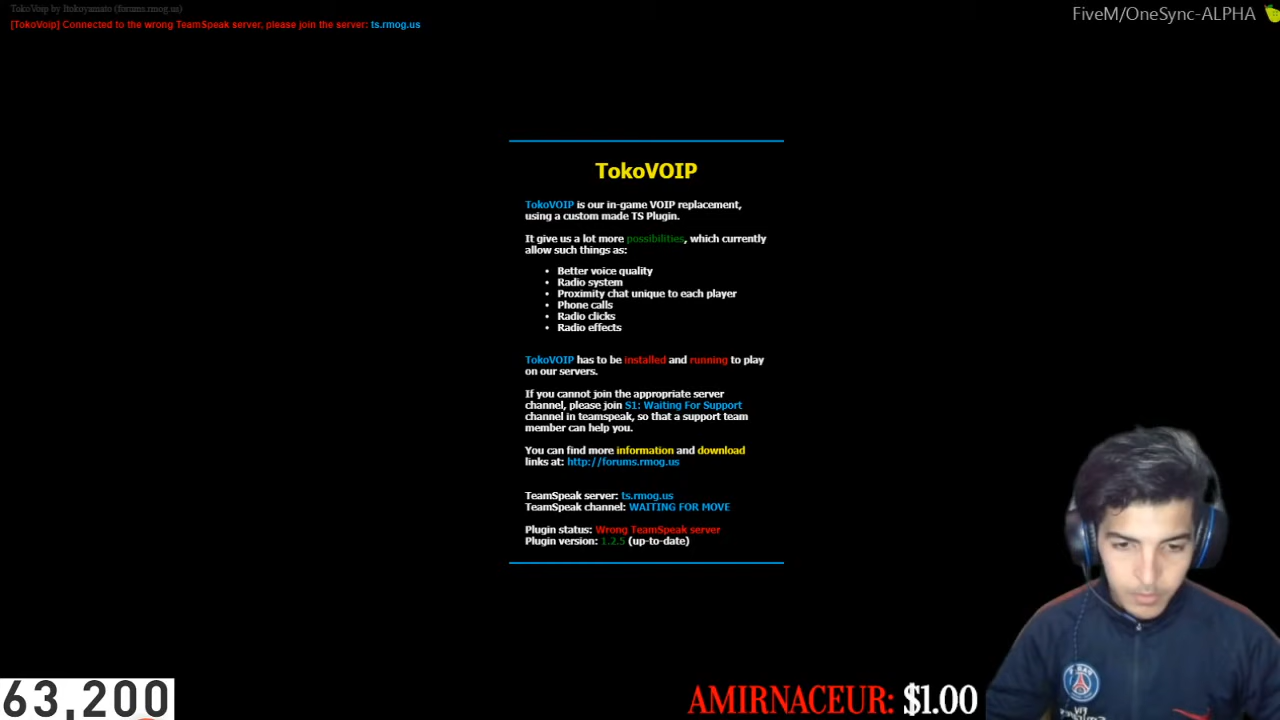 TokoVoip by Itokoyamato (forums.rmog.us)
[TokoVoip] Connected to the wrong TeamSpeak server, please join the server: ts.rmog.us
FiveM/OneSync-ALPHA
TokoVOIP
TokoVOIP is our in-game VOIP replacement,
using a custom made TS Plugin.
It give us a lot more possibilities, which currently
allow such things as:
• Better voice quality
• Radio system
• Proximity chat unique to each player
• Phone calls
• Radio clicks
• Radio effects
TokoVOIP has to be installed and running to play
on our servers.
If you cannot join the appropriate server
channel, please join S1: Waiting For Support
channel in teamspeak, so that a support team
member can help you.
You can find more information and download
links at: http://forums.rmog.us
TeamSpeak server: ts.rmog.us
TeamSpeak channel: WAITING FOR MOVE
Plugin status: Wrong TeamSpeak server
Plugin version: 1.2.5 (up-to-date)
63,200
AMIRNACEUR: $1.00